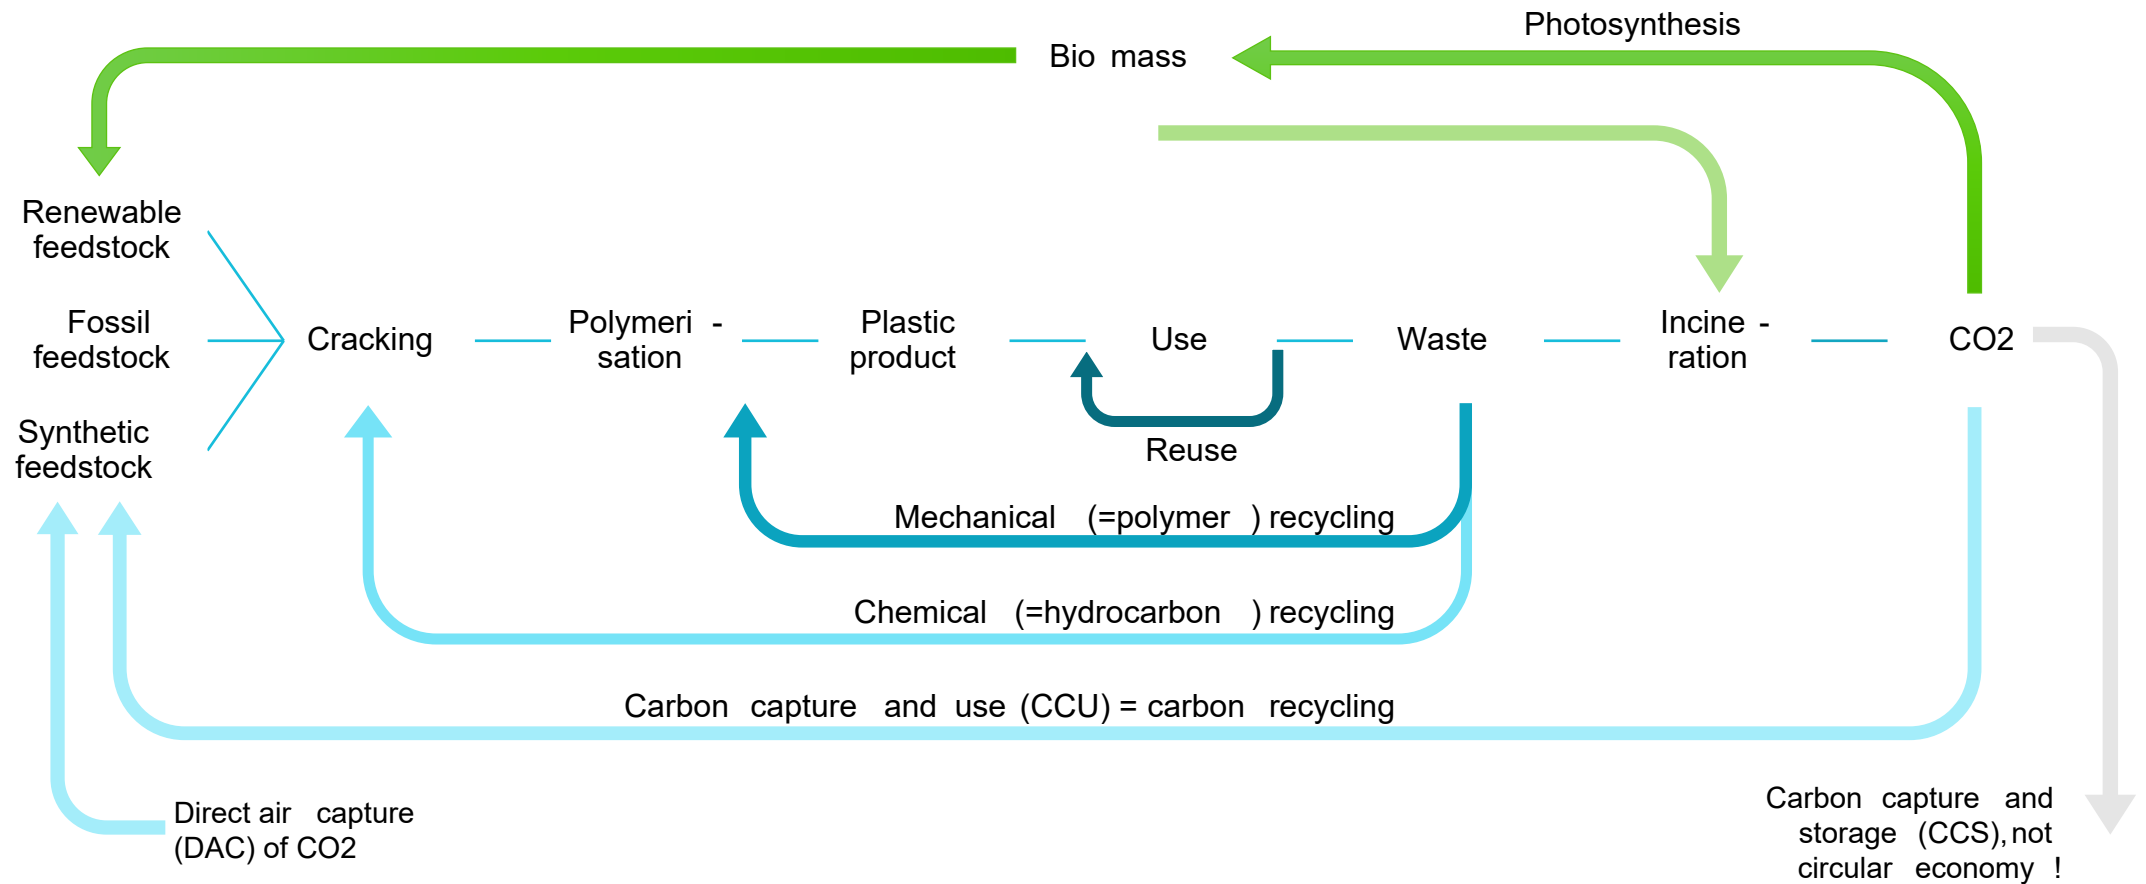 Photosynthesis
Bio mass
Renewable
feedstock
Fossil
feedstock
Synthetic
feedstock
Cracking
Polymeri -
sation
Plastic
product
Use
Waste
Incine -
ration
CO2
Reuse
Mechanical (=polymer ) recycling
Chemical (=hydrocarbon ) recycling
Carbon capture and use (CCU) = carbon recycling
Direct air capture
(DAC) of CO2
Carbon capture and
storage (CCS), not
circular economy !